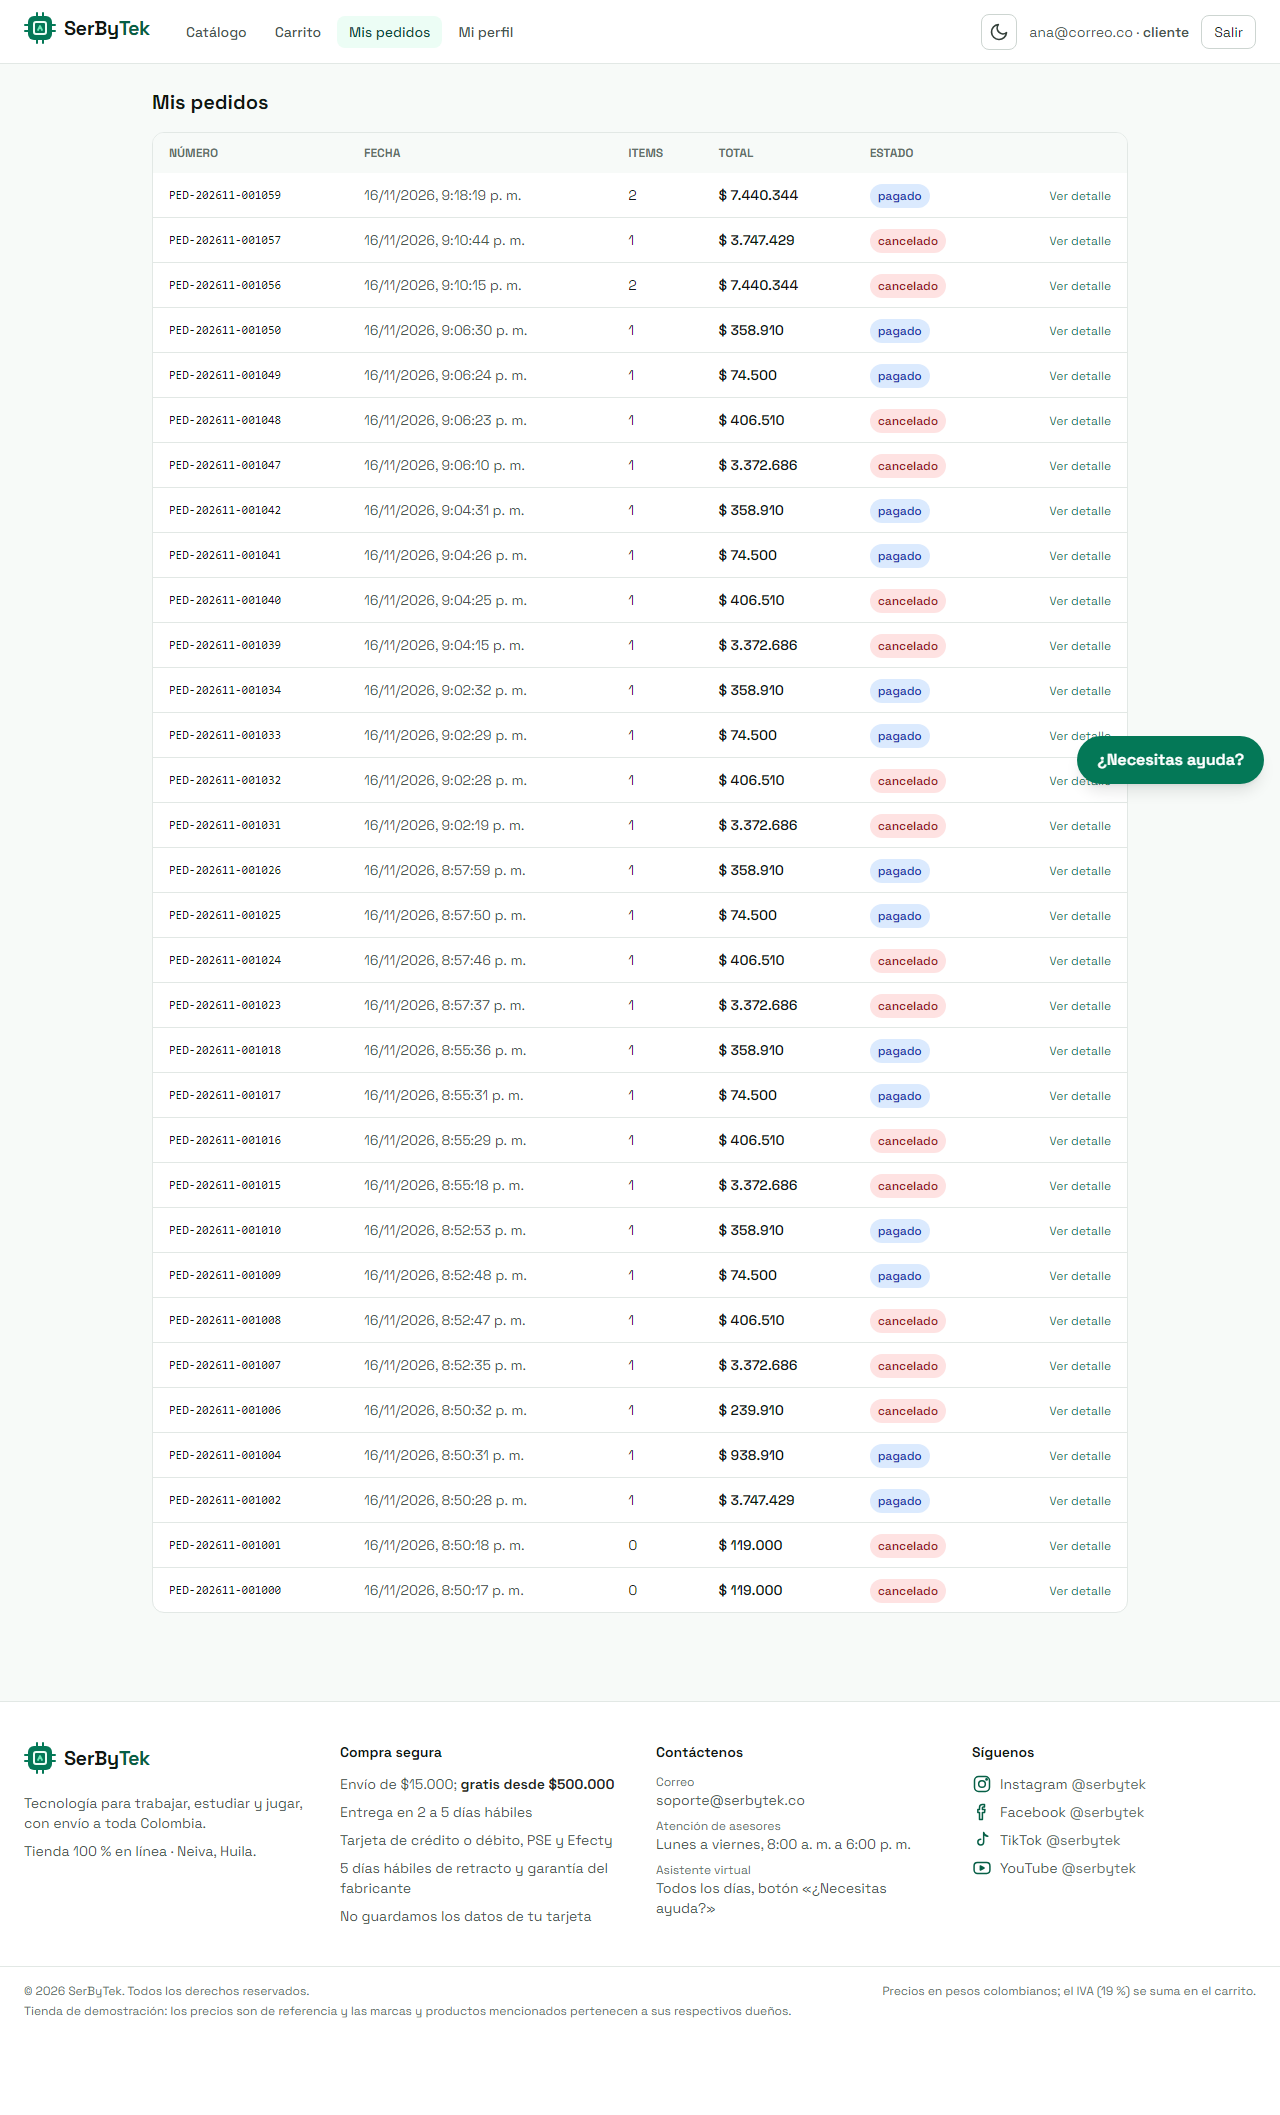 SerByTek
Catálogo Carrito Mis pedidos Mi perfil ana@correo.co · cliente Salir
Mis pedidos
NÚMERO FECHA ITEMS TOTAL ESTADO
PED-202611-001059 16/11/2026, 9:18:19 p. m. 2 $ 7.440.344 pagado Ver detalle
PED-202611-001057 16/11/2026, 9:10:44 p. m. 1 $ 3.747.429 cancelado Ver detalle
PED-202611-001056 16/11/2026, 9:10:15 p. m. 2 $ 7.440.344 cancelado Ver detalle
PED-202611-001050 16/11/2026, 9:06:30 p. m. 1 $ 358.910 pagado Ver detalle
PED-202611-001049 16/11/2026, 9:06:24 p. m. 1 $ 74.500 pagado Ver detalle
PED-202611-001048 16/11/2026, 9:06:23 p. m. 1 $ 406.510 cancelado Ver detalle
PED-202611-001047 16/11/2026, 9:06:10 p. m. 1 $ 3.372.686 cancelado Ver detalle
PED-202611-001042 16/11/2026, 9:04:31 p. m. 1 $ 358.910 pagado Ver detalle
PED-202611-001041 16/11/2026, 9:04:26 p. m. 1 $ 74.500 pagado Ver detalle
PED-202611-001040 16/11/2026, 9:04:25 p. m. 1 $ 406.510 cancelado Ver detalle
PED-202611-001039 16/11/2026, 9:04:15 p. m. 1 $ 3.372.686 cancelado Ver detalle
PED-202611-001034 16/11/2026, 9:02:32 p. m. 1 $ 358.910 pagado Ver detalle
PED-202611-001033 16/11/2026, 9:02:29 p. m. 1 $ 74.500 pagado Ver detalle
¿Necesitas ayuda?
PED-202611-001032 16/11/2026, 9:02:28 p. m. 1 $ 406.510 cancelado Ver detalle
PED-202611-001031 16/11/2026, 9:02:19 p. m. 1 $ 3.372.686 cancelado Ver detalle
PED-202611-001026 16/11/2026, 8:57:59 p. m. 1 $ 358.910 pagado Ver detalle
PED-202611-001025 16/11/2026, 8:57:50 p. m. 1 $ 74.500 pagado Ver detalle
PED-202611-001024 16/11/2026, 8:57:46 p. m. 1 $ 406.510 cancelado Ver detalle
PED-202611-001023 16/11/2026, 8:57:37 p. m. 1 $ 3.372.686 cancelado Ver detalle
PED-202611-001018 16/11/2026, 8:55:36 p. m. 1 $ 358.910 pagado Ver detalle
PED-202611-001017 16/11/2026, 8:55:31 p. m. 1 $ 74.500 pagado Ver detalle
PED-202611-001016 16/11/2026, 8:55:29 p. m. 1 $ 406.510 cancelado Ver detalle
PED-202611-001015 16/11/2026, 8:55:18 p. m. 1 $ 3.372.686 cancelado Ver detalle
PED-202611-001010 16/11/2026, 8:52:53 p. m. 1 $ 358.910 pagado Ver detalle
PED-202611-001009 16/11/2026, 8:52:48 p. m. 1 $ 74.500 pagado Ver detalle
PED-202611-001008 16/11/2026, 8:52:47 p. m. 1 $ 406.510 cancelado Ver detalle
PED-202611-001007 16/11/2026, 8:52:35 p. m. 1 $ 3.372.686 cancelado Ver detalle
PED-202611-001006 16/11/2026, 8:50:32 p. m. 1 $ 239.910 cancelado Ver detalle
PED-202611-001004 16/11/2026, 8:50:31 p. m. 1 $ 938.910 pagado Ver detalle
PED-202611-001002 16/11/2026, 8:50:28 p. m. 1 $ 3.747.429 pagado Ver detalle
PED-202611-001001 16/11/2026, 8:50:18 p. m. 0 $ 119.000 cancelado Ver detalle
PED-202611-001000 16/11/2026, 8:50:17 p. m. 0 $ 119.000 cancelado Ver detalle
SerByTek
Tecnología para trabajar, estudiar y jugar,
con envío a toda Colombia.
Tienda 100 % en línea · Neiva, Huila.
Compra segura
Envío de $15.000; gratis desde $500.000
Entrega en 2 a 5 días hábiles
Tarjeta de crédito o débito, PSE y Efecty
5 días hábiles de retracto y garantía del
fabricante
No guardamos los datos de tu tarjeta
Contáctenos
Correo
soporte@serbytek.co
Atención de asesores
Lunes a viernes, 8:00 a. m. a 6:00 p. m.
Asistente virtual
Todos los días, botón «¿Necesitas
ayuda?»
Síguenos
Instagram @serbytek
Facebook @serbytek
TikTok @serbytek
YouTube @serbytek
© 2026 SerByTek. Todos los derechos reservados.
Precios en pesos colombianos; el IVA (19 %) se suma en el carrito.
Tienda de demostración: los precios son de referencia y las marcas y productos mencionados pertenecen a sus respectivos dueños.